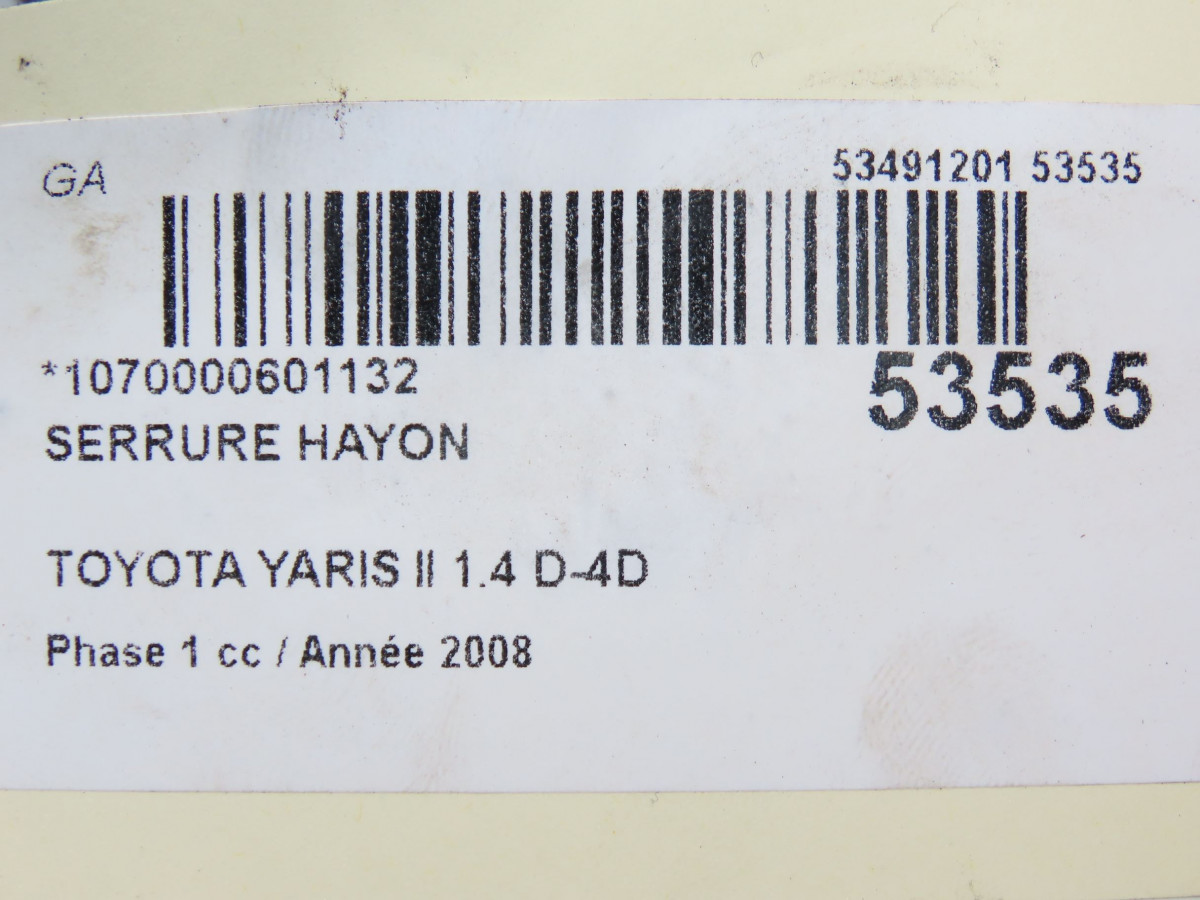 GA
53491201 53535
*1070000601132
53535
SERRURE HAYON
TOYOTA YARIS II 1.4 D-4D
Phase 1 cc / Année 2008